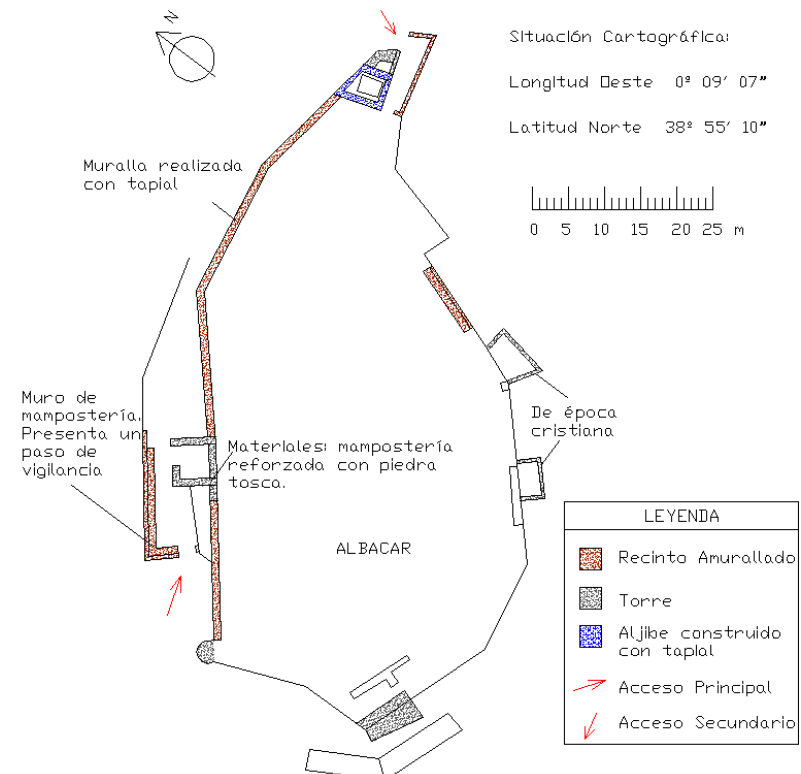 N
Situación Cartográfica:
Longitud Oeste 0º 09' 07"
Latitud Norte 38º 55' 10"
0 5 10 15 20 25 m
Muralla realizada
con tapial
Muro de
mampostería.
Presenta un
paso de
vigilancia
Materiales: mampostería
reforzada con piedra
tosca.
De época
cristiana
ALBACAR
LEYENDA
Recinto Amurallado
Torre
Aljibe construido
con tapial
Acceso Principal
Acceso Secundario